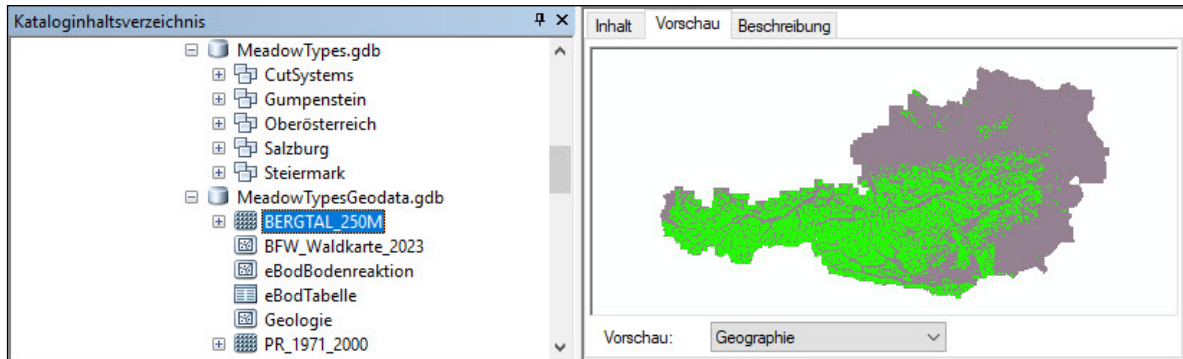 Kataloginhaltsverzeichnis
MeadowTypes.gdb
CutSystems
Gumpenstein
Oberösterreich
Salzburg
Steiermark
MeadowTypesGeodata.gdb
BERGTAL_250M
BFW_Waldkarte_2023
eBodBodenreaktion
eBodTabelle
Geologie
PR_1971_2000
Inhalt Vorschau Beschreibung
Vorschau: Geographie